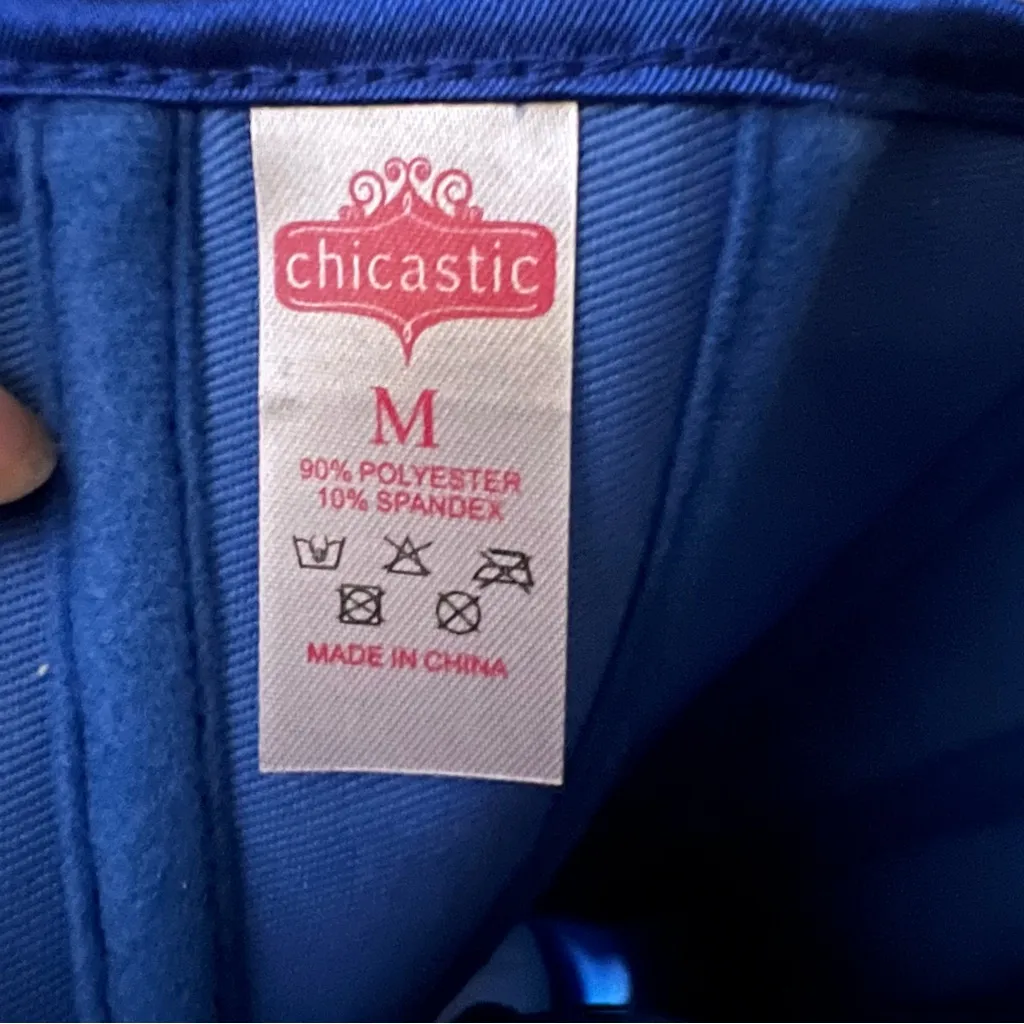 chicastic
M
90% POLYESTER
10% SPANDEX
MADE IN CHINA